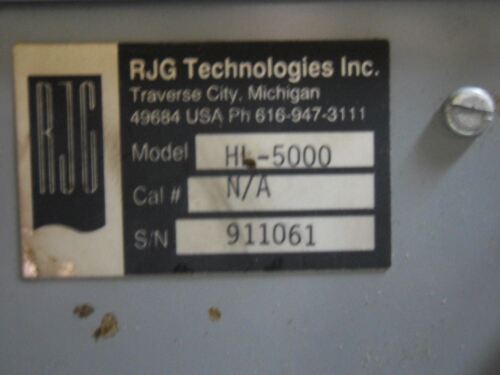 RJG
RJG Technologies Inc.
Traverse City, Michigan
49684 USA Ph 616-947-3111
Model HL-5000
Cal # N/A
S/N 911061